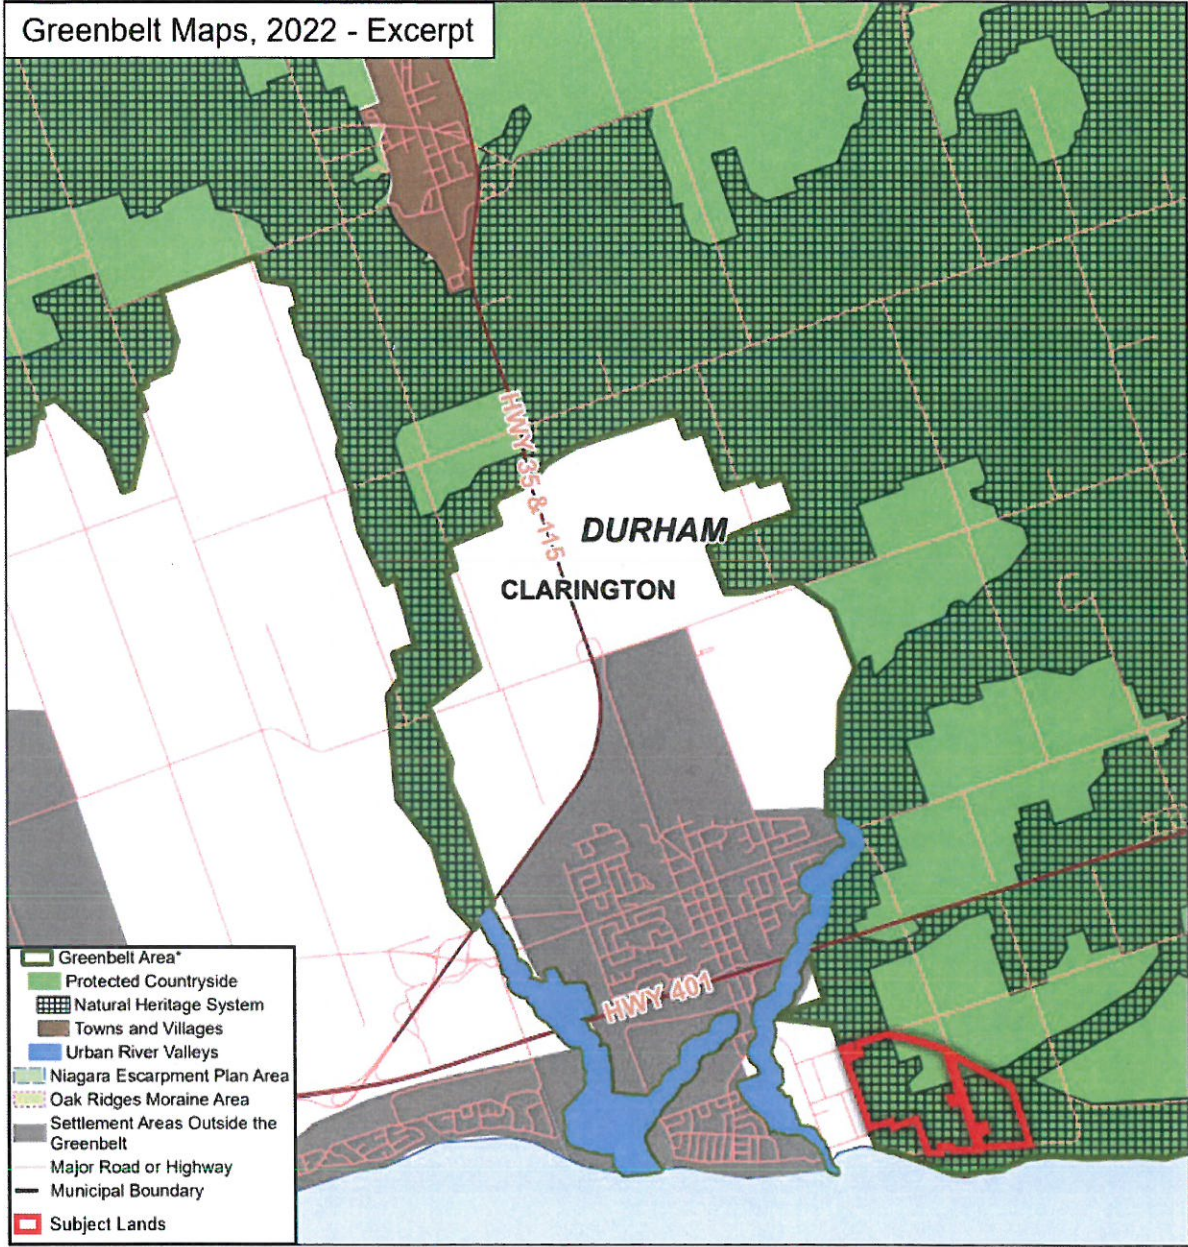 Greenbelt Maps, 2022 - Excerpt
HWY 35 & 115
DURHAM
CLARINGTON
HWY 401
Greenbelt Area*
Protected Countryside
Natural Heritage System
Towns and Villages
Urban River Valleys
Niagara Escarpment Plan Area
Oak Ridges Moraine Area
Settlement Areas Outside the
Greenbelt
Major Road or Highway
Municipal Boundary
Subject Lands